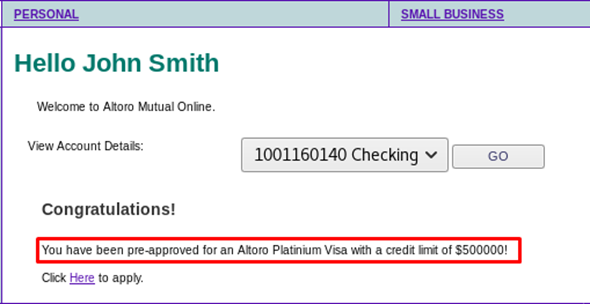 PERSONAL
SMALL BUSINESS
Hello John Smith
Welcome to Altoro Mutual Online.
View Account Details:
1001160140 Checking
GO
Congratulations!
You have been pre-approved for an Altoro Platinium Visa with a credit limit of $500000!
Click Here to apply.